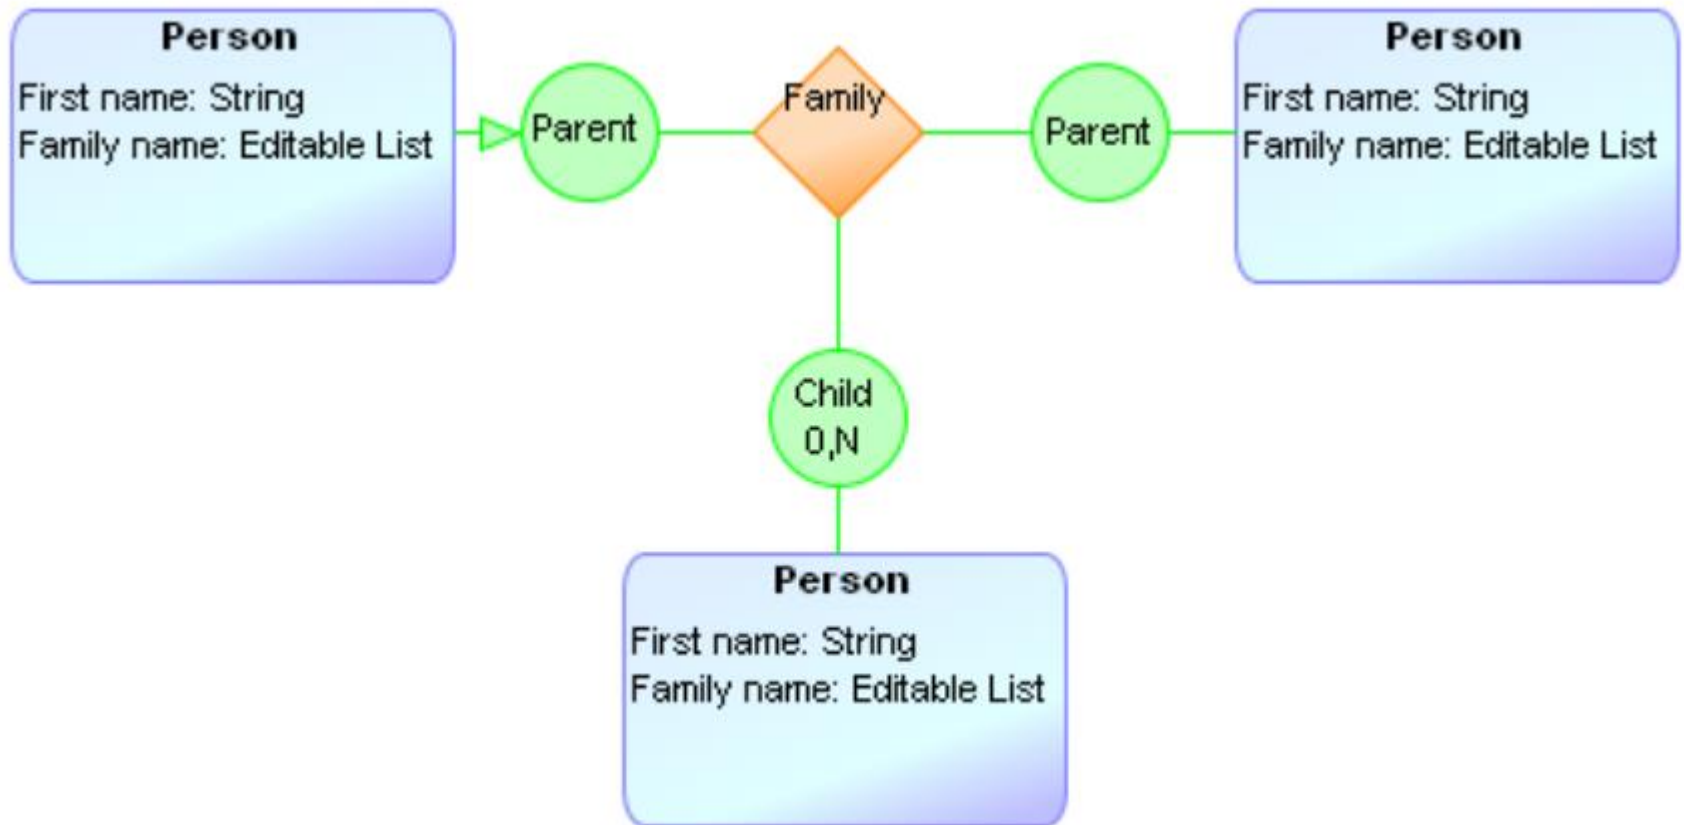 Person
First name: String
Family name: Editable List
Parent
Family
Parent
Person
First name: String
Family name: Editable List
Child
0,N
Person
First name: String
Family name: Editable List